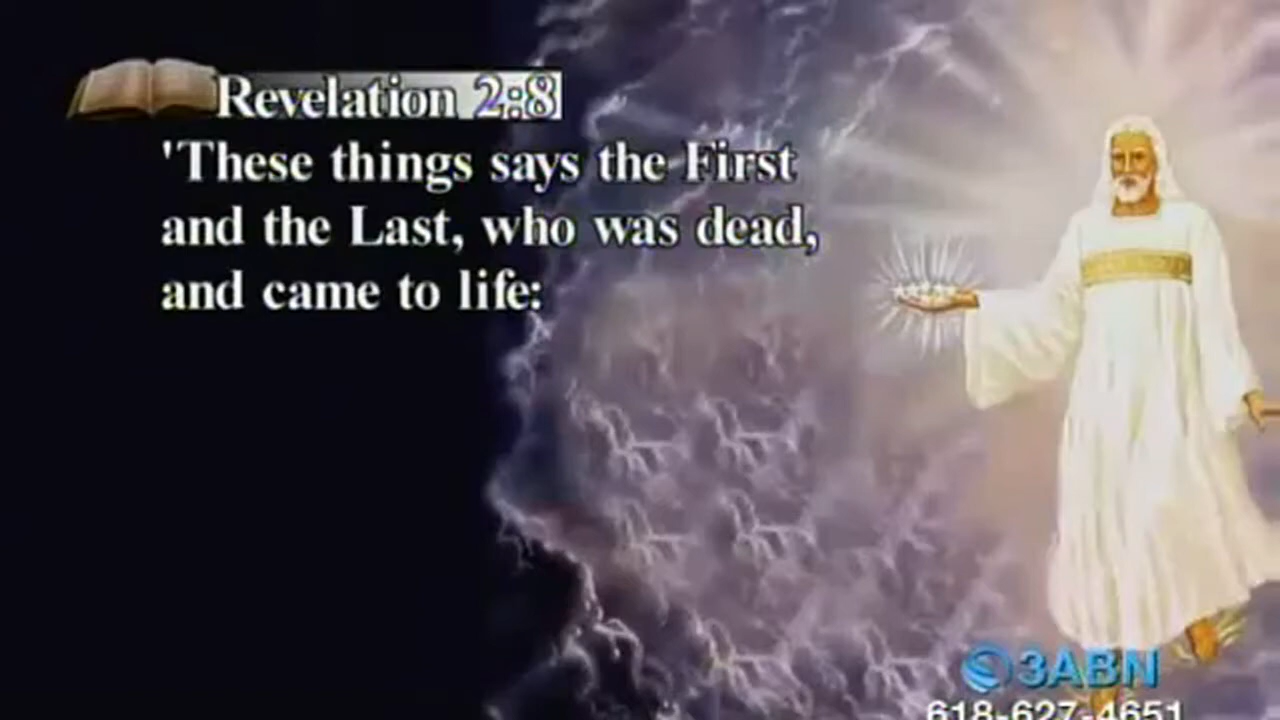 Revelation 2:8
'These things says the First
and the Last, who was dead,
and came to life:
3ABN
618-627-4651